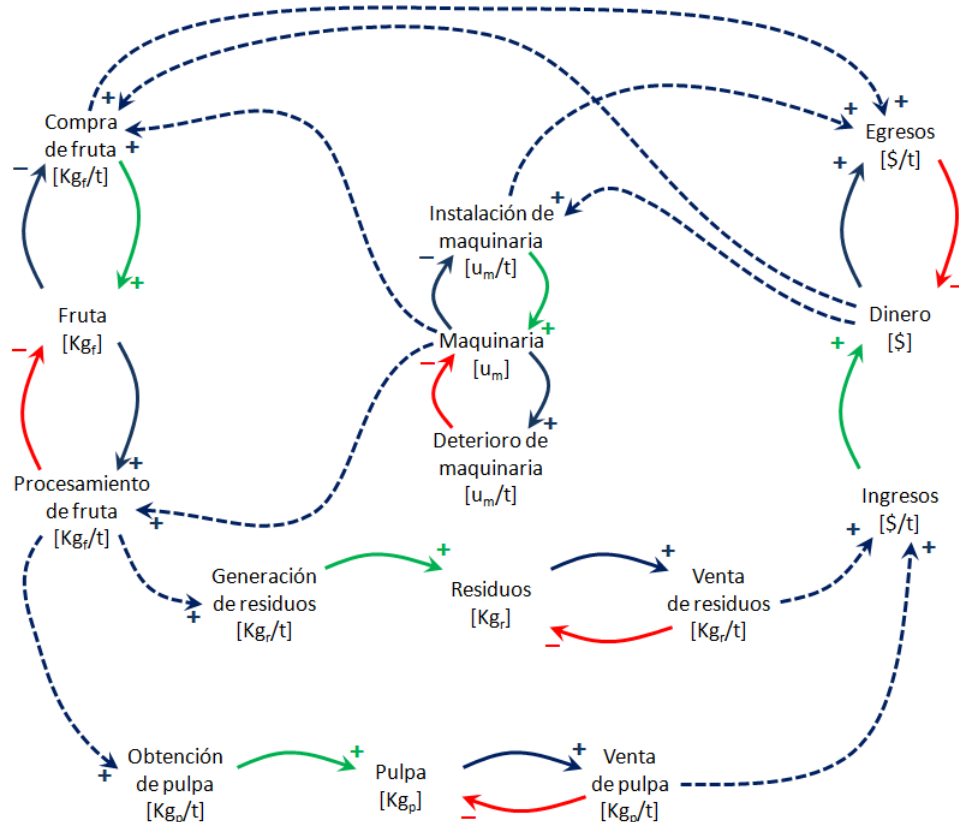 +
+
Compra
de fruta
[Kgf/t]
+
–
+
Fruta
[Kgf]
–
+
Procesamiento
de fruta
[Kgf/t]
+
+
Instalación de
maquinaria
[um/t]
–
+
Maquinaria
[um]
–
+
Deterioro de
maquinaria
[um/t]
+
+
Egresos
[$/t]
+
–
Dinero
[$]
+
Ingresos
[$/t]
+
+
Generación
de residuos
[Kgr/t]
+
+
Residuos
[Kgr]
+
–
Venta
de residuos
[Kgr/t]
Obtención
de pulpa
[Kgp/t]
+
+
Pulpa
[Kgp]
+
–
Venta
de pulpa
[Kgp/t]